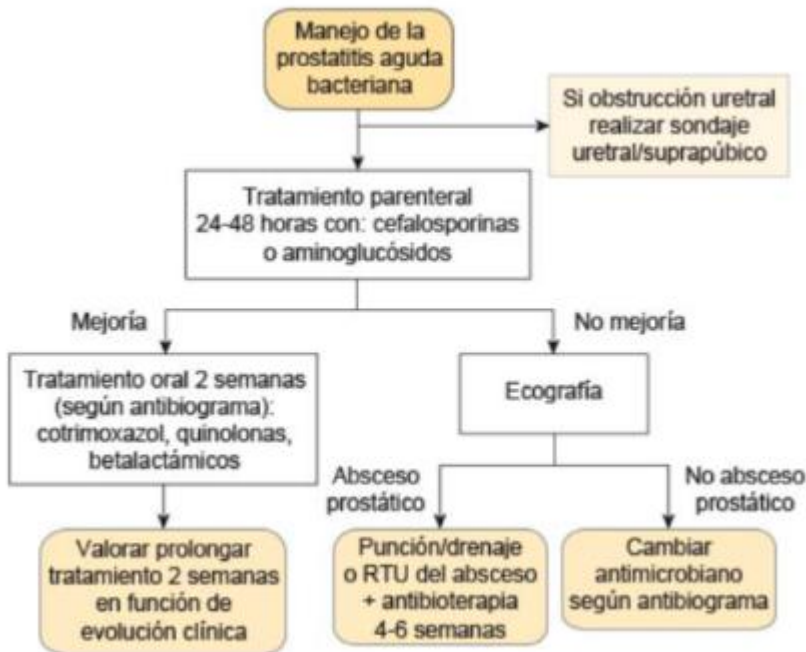 Manejo de la
prostatitis aguda
bacteriana
Si obstrucción uretral
realizar sondaje
uretral/suprapúbico
Tratamiento parenteral
24-48 horas con: cefalosporinas
o aminoglucósidos
Mejoría
No mejoría
Tratamiento oral 2 semanas
(según antibiograma):
cotrimoxazol, quinolonas,
betalactámicos
Ecografía
Absceso
prostático
No absceso
prostático
Valorar prolongar
tratamiento 2 semanas
en función de
evolución clínica
Punción/drenaje
o RTU del absceso
+ antibioterapia
4-6 semanas
Cambiar
antimicrobiano
según antibiograma